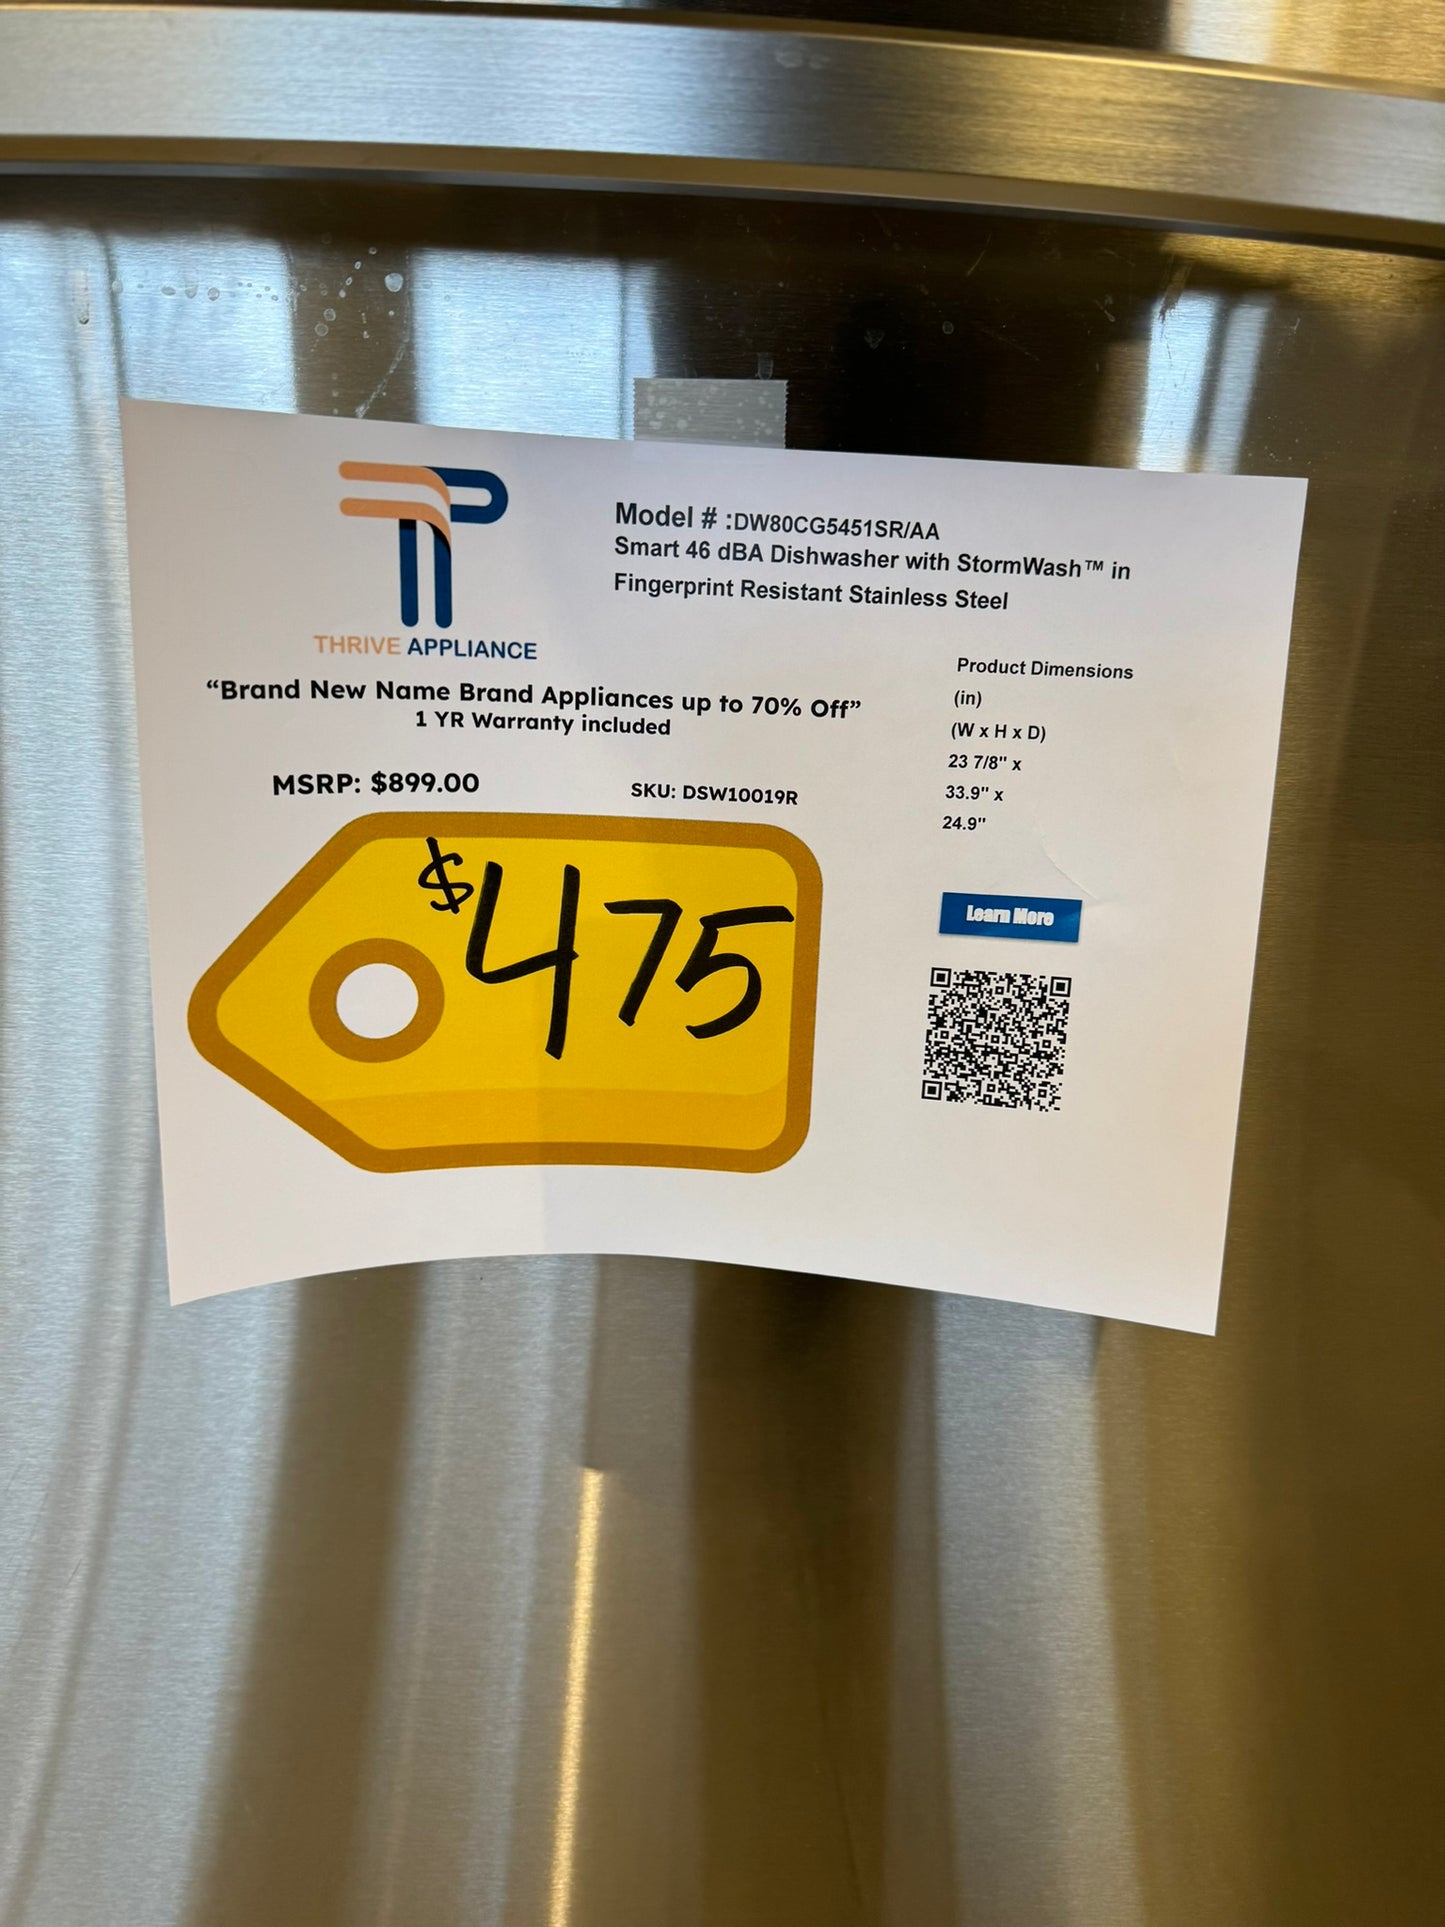 THRIVE APPLIANCE
Model # :DW80CG5451SR/AA
Smart 46 dBA Dishwasher with StormWash™ in
Fingerprint Resistant Stainless Steel
“Brand New Name Brand Appliances up to 70% Off”
1 YR Warranty included
MSRP: $899.00
SKU: DSW10019R
$475
Product Dimensions
(in)
(W x H x D)
23 7/8" x
33.9" x
24.9"
Learn More